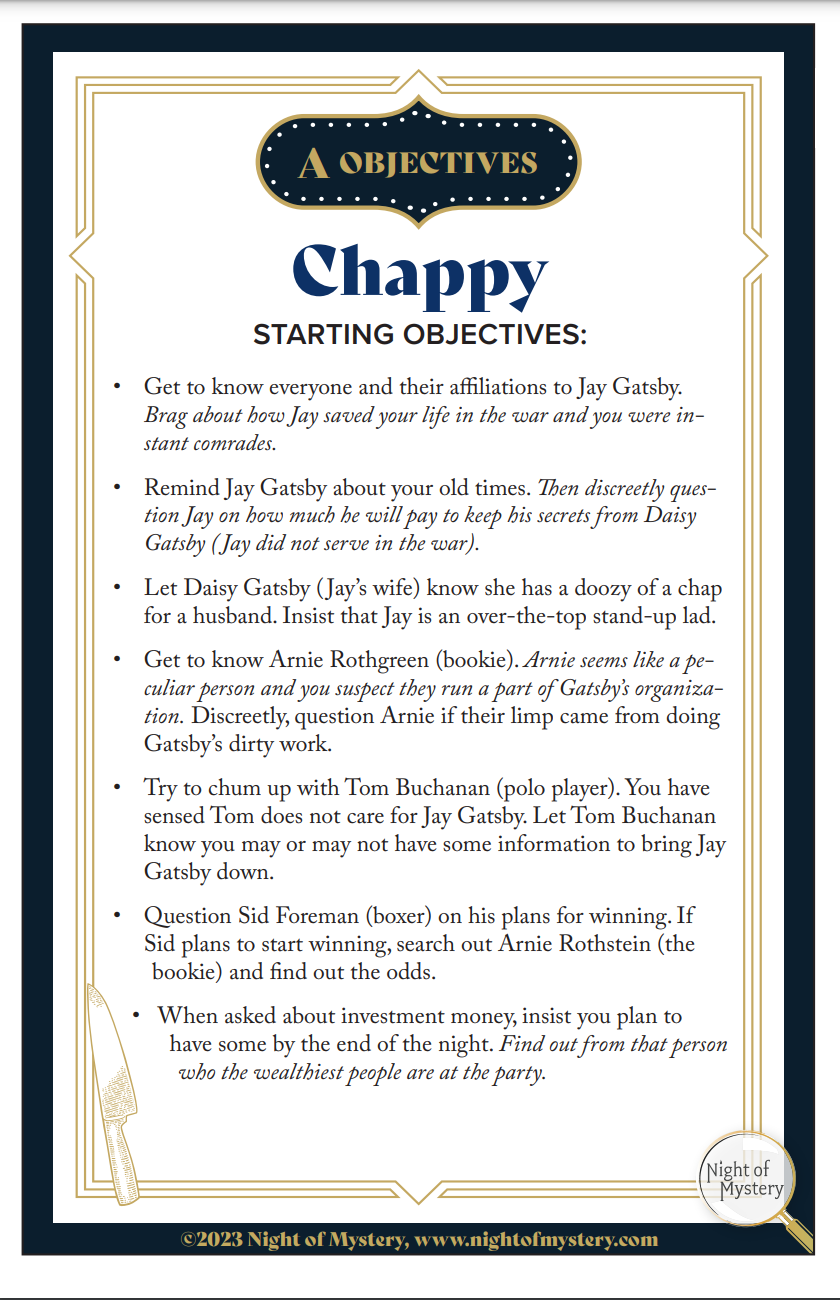 A OBJECTIVES
Chappy
STARTING OBJECTIVES:
• Get to know everyone and their affiliations to Jay Gatsby.
Brag about how Jay saved your life in the war and you were in-
stant comrades.
• Remind Jay Gatsby about your old times. Then discreetly ques-
tion Jay on how much he will pay to keep his secrets from Daisy
Gatsby (Jay did not serve in the war).
• Let Daisy Gatsby (Jay's wife) know she has a doozy of a chap
for a husband. Insist that Jay is an over-the-top stand-up lad.
• Get to know Arnie Rothgreen (bookie). Arnie seems like a pe-
culiar person and you suspect they run a part of Gatsby's organiza-
tion. Discreetly, question Arnie if their limp came from doing
Gatsby's dirty work.
• Try to chum up with Tom Buchanan (polo player). You have
sensed Tom does not care for Jay Gatsby. Let Tom Buchanan
know you may or may not have some information to bring Jay
Gatsby down.
• Question Sid Foreman (boxer) on his plans for winning. If
Sid plans to start winning, search out Arnie Rothstein (the
bookie) and find out the odds.
• When asked about investment money, insist you plan to
have some by the end of the night. Find out from that person
who the wealthiest people are at the party.
Night of
Mystery
©2023 Night of Mystery, www.nightofmystery.com